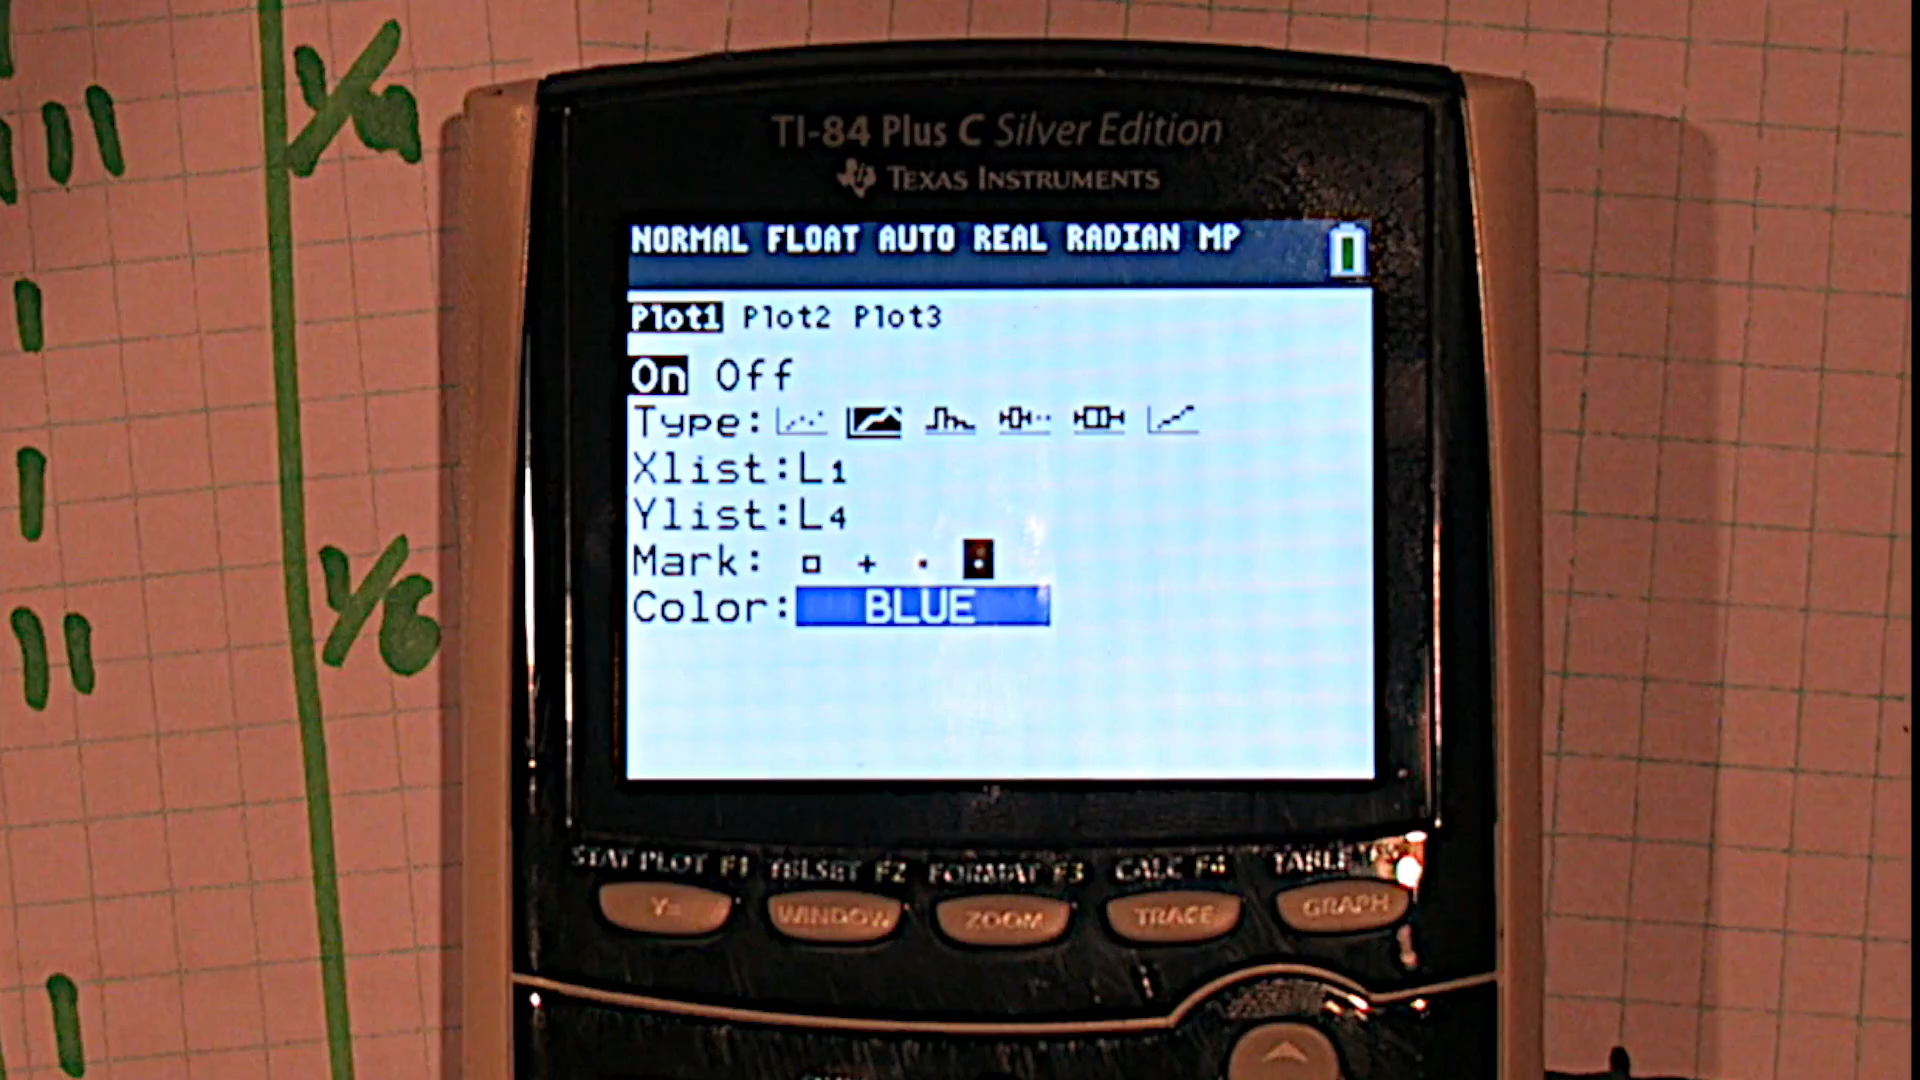 TI-84 Plus C Silver Edition
TEXAS INSTRUMENTS
NORMAL FLOAT AUTO REAL RADIAN MP
Plot1 Plot2 Plot3
On Off
Type:
Xlist:L1
Ylist:L4
Mark: + 
Color: BLUE
STAT PLOT F1 TBLSET F2 FORMAT F3 CALC F4 TABLE F5
Y= WINDOW ZOOM TRACE GRAPH